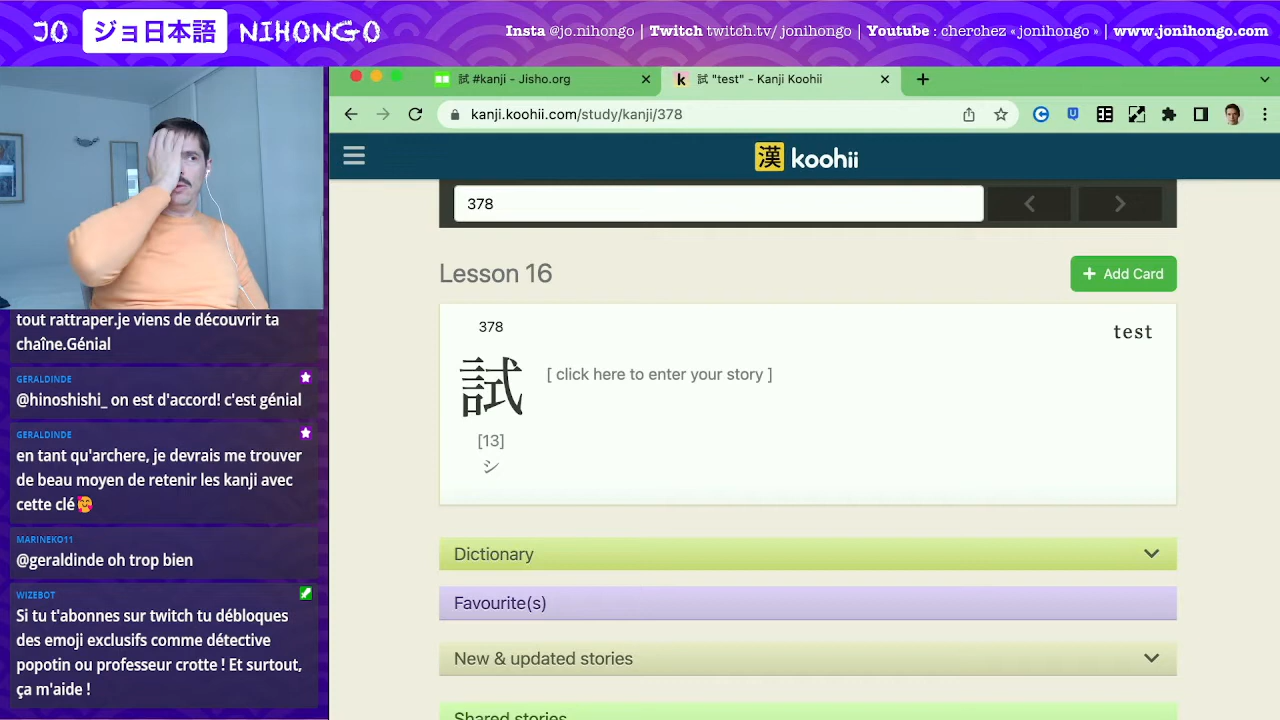 JO ジョ日本語 NIHONGO
Insta @jo.nihongo | Twitch twitch.tv/ jonihongo | Youtube : cherchez « jonihongo » | www.jonihongo.com
試 #kanji - Jisho.org
k 試 "test" - Kanji Koohii
kanji.koohii.com/study/kanji/378
漢 koohii
378
Lesson 16
+ Add Card
378
test
試
[ click here to enter your story ]
[13]
シ
Dictionary
Favourite(s)
New & updated stories
Shared stories
tout rattraper.je viens de découvrir ta
chaîne.Génial
GERALDINDE
@hinoshishi_ on est d'accord! c'est génial
GERALDINDE
en tant qu'archere, je devrais me trouver
de beau moyen de retenir les kanji avec
cette clé 🥰
MARINEKO11
@geraldinde oh trop bien
WIZEBOT
Si tu t'abonnes sur twitch tu débloques
des emoji exclusifs comme détective
popotin ou professeur crotte ! Et surtout,
ça m'aide !